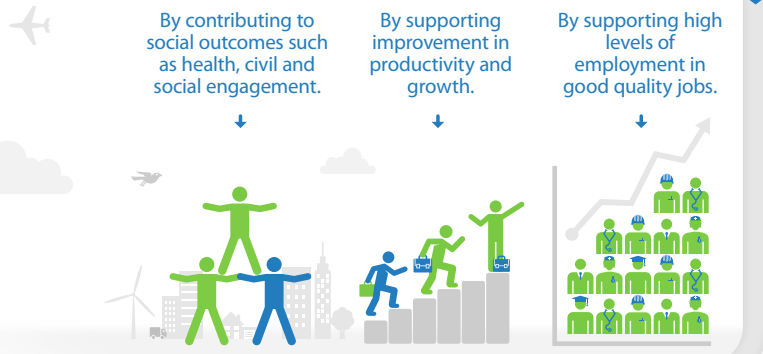 By contributing to
social outcomes such
as health, civil and
social engagement.
By supporting
improvement in
productivity and
growth.
By supporting high
levels of
employment in
good quality jobs.